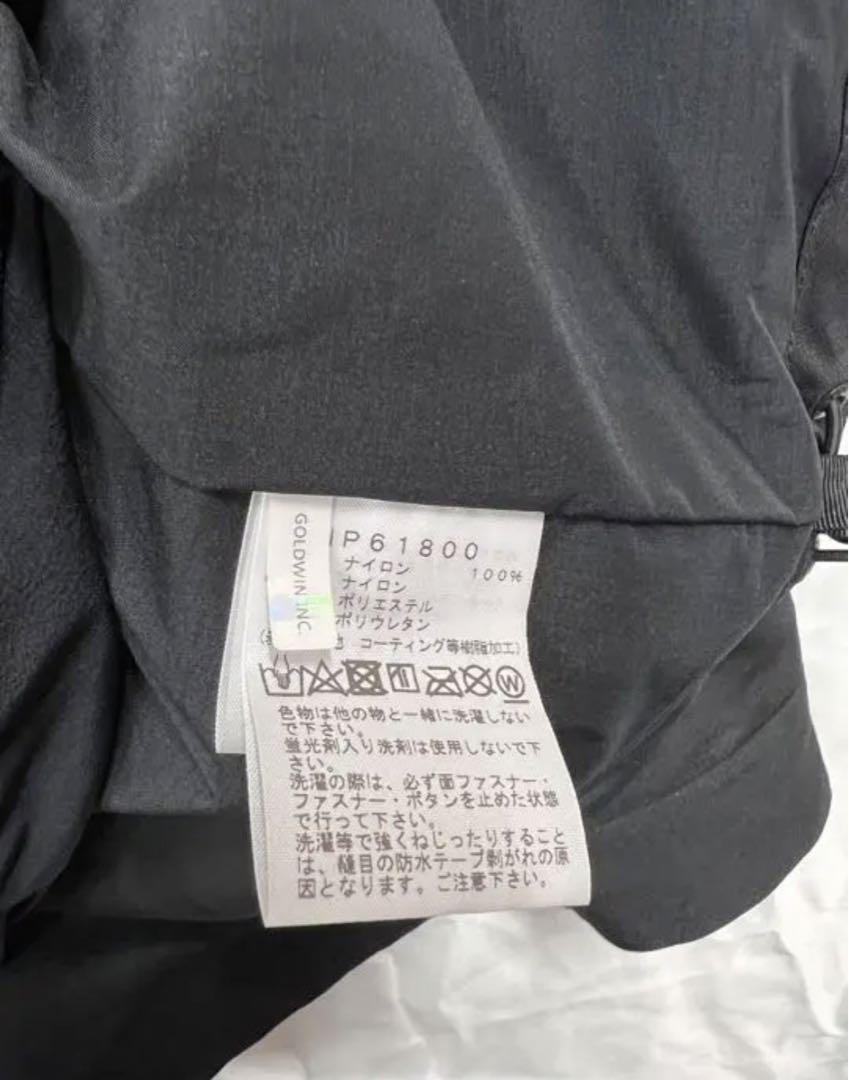 GOLDWIN INC.
P61800
ナイロン 100%
ナイロン
ポリエステル
ポリウレタン
コーティング等樹脂加工)
W
色物は他の物と一緒に洗濯しない
で下さい。
蛍光剤入り洗剤は使用しないで下
さい。
洗濯の際は、必ず面ファスナー・
ファスナー・ボタンを止めた状態
で行って下さい。
洗濯等で強くねじったりすること
は、縫目の防水テープ剥がれの原
因となります。ご注意下さい。